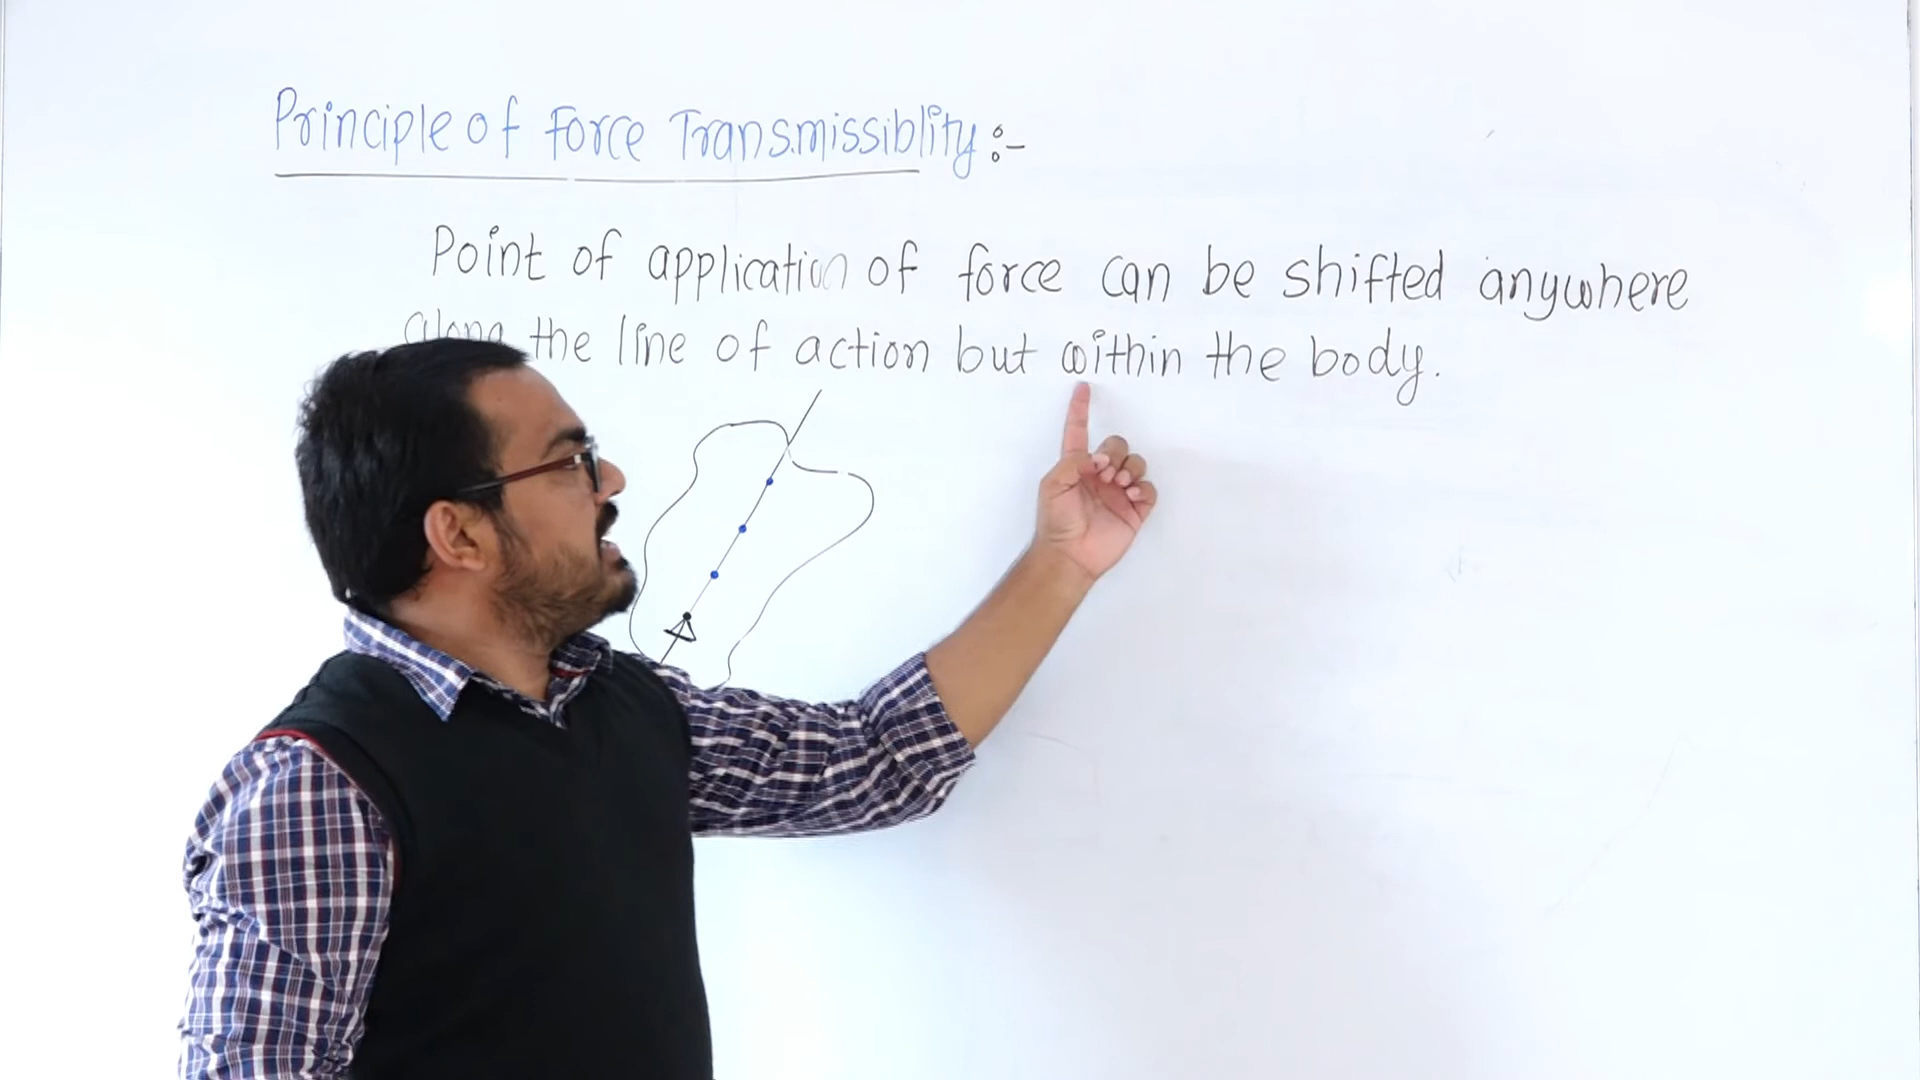 Principle of Force Transmissiblity :-
Point of application of force can be shifted anywhere
along the line of action but within the body.